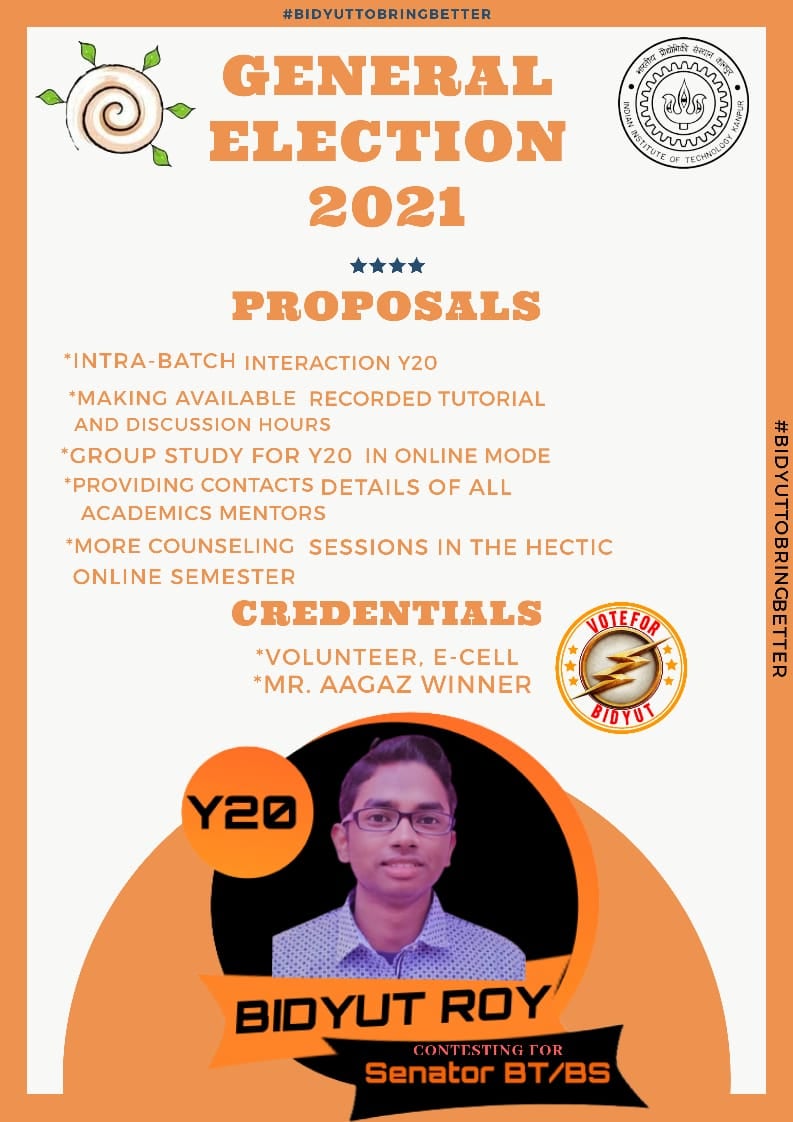 #BIDYUTTOBRINGBETTER
GENERAL
ELECTION
2021
भारतीय प्रौद्योगिकी संस्थान कानपुर
INDIAN INSTITUTE OF TECHNOLOGY KANPUR
PROPOSALS
*INTRA-BATCH INTERACTION Y20
*MAKING AVAILABLE RECORDED TUTORIAL
AND DISCUSSION HOURS
*GROUP STUDY FOR Y20 IN ONLINE MODE
*PROVIDING CONTACTS DETAILS OF ALL
ACADEMICS MENTORS
*MORE COUNSELING SESSIONS IN THE HECTIC
ONLINE SEMESTER
#BIDYUTTOBRINGBETTER
CREDENTIALS
*VOLUNTEER, E-CELL
*MR. AAGAZ WINNER
VOTE FOR
BIDYUT
Y20
BIDYUT ROY
CONTESTING FOR
Senator BT/BS